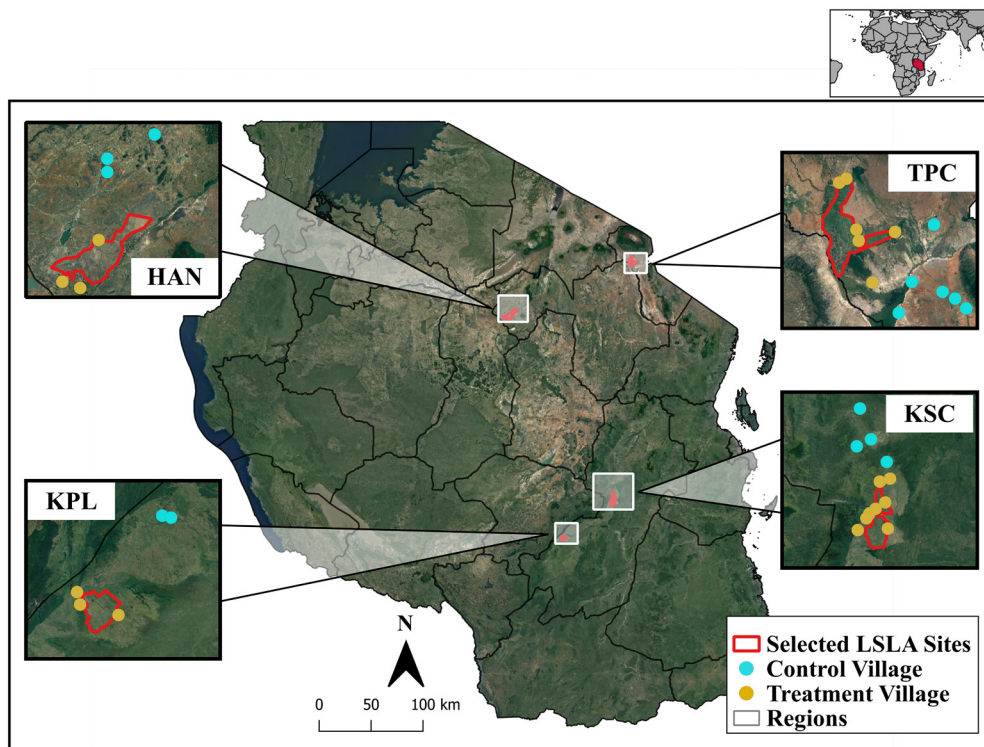 HAN
TPC
KSC
KPL
N
0 50 100 km
Selected LSLA Sites
Control Village
Treatment Village
Regions